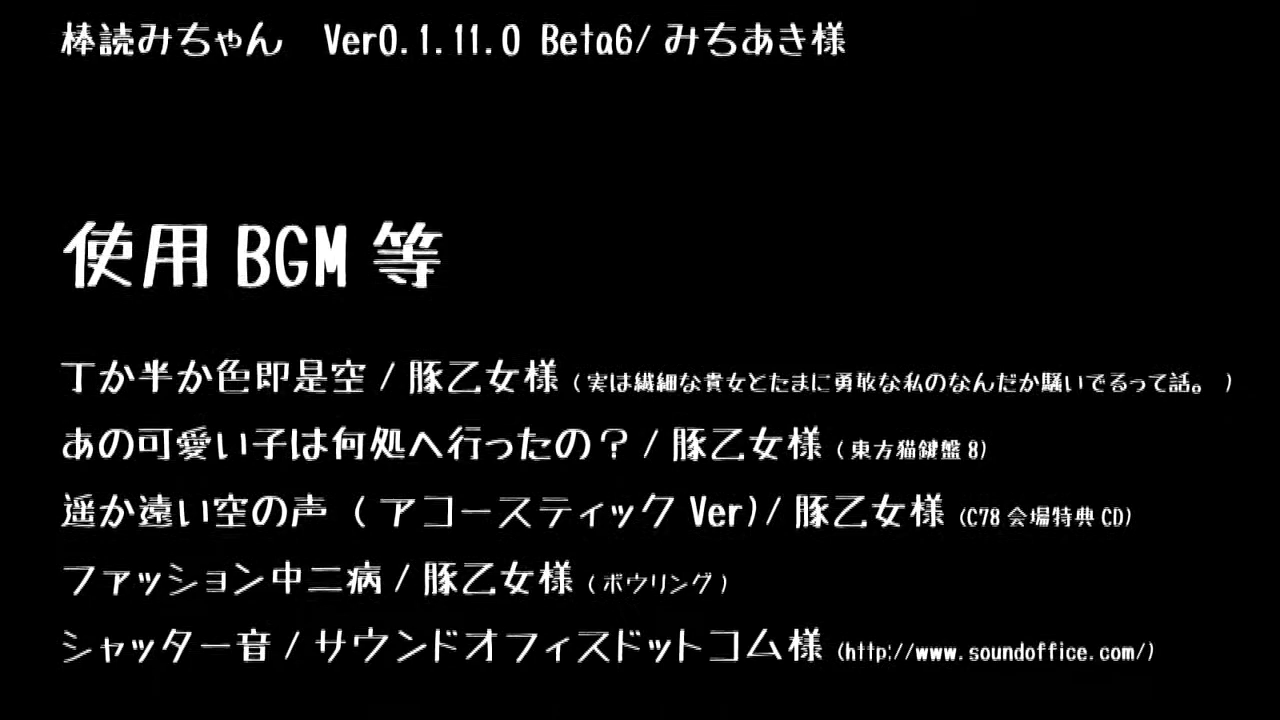 棒読みちゃん　Ver0.1.11.0 Beta6/ みちあき様
使用 BGM 等
丁か半か色即是空 / 豚乙女様 ( 実は繊細な貴女とたまに勇敢な私のなんだか騒いでるって話。 )
あの可愛い子は何処へ行ったの？ / 豚乙女様 ( 東方猫鍵盤 8)
遥か遠い空の声 ( アコースティック Ver)/ 豚乙女様 (C78 会場特典 CD)
ファッション中二病 / 豚乙女様 ( ボウリング )
シャッター音 / サウンドオフィスドットコム様 (http://www.soundoffice.com/)